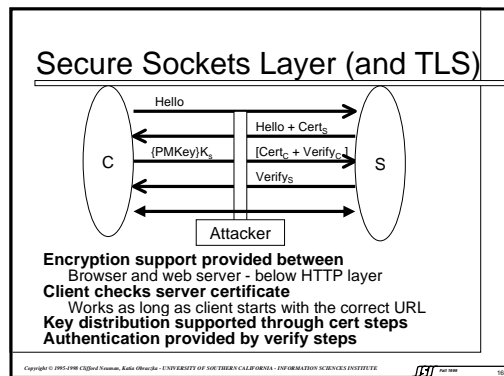 Secure Sockets Layer (and TLS)
Hello
Hello + CertS
C
{PMKey}Ks
[CertC + VerifyC ]
S
VerifyS
Attacker
Encryption support provided between
Browser and web server - below HTTP layer
Client checks server certificate
Works as long as client starts with the correct URL
Key distribution supported through cert steps
Authentication provided by verify steps
Copyright © 1995-1998 Clifford Neuman, Katia Obraczka - UNIVERSITY OF SOUTHERN CALIFORNIA - INFORMATION SCIENCES INSTITUTE
ISI